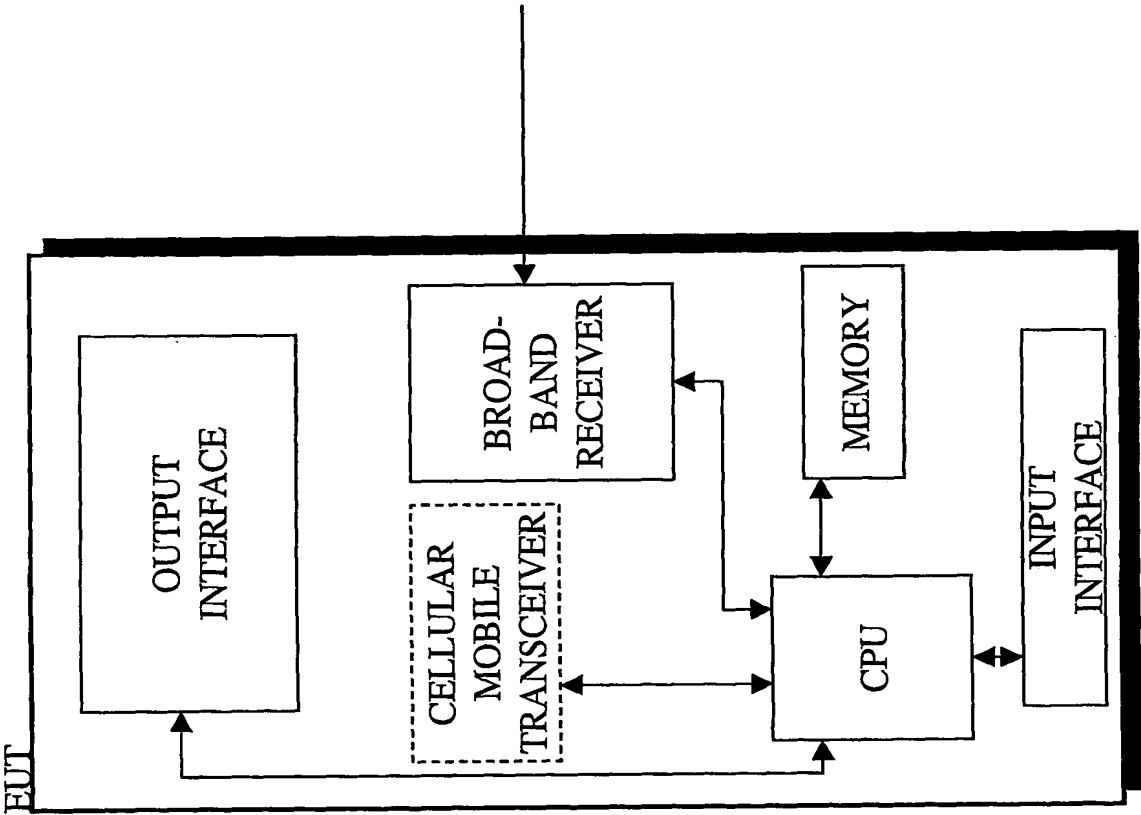 EUT
OUTPUT
INTERFACE
CELLULAR
MOBILE
TRANSCEIVER
BROAD-
BAND
RECEIVER
CPU
MEMORY
INPUT
INTERFACE